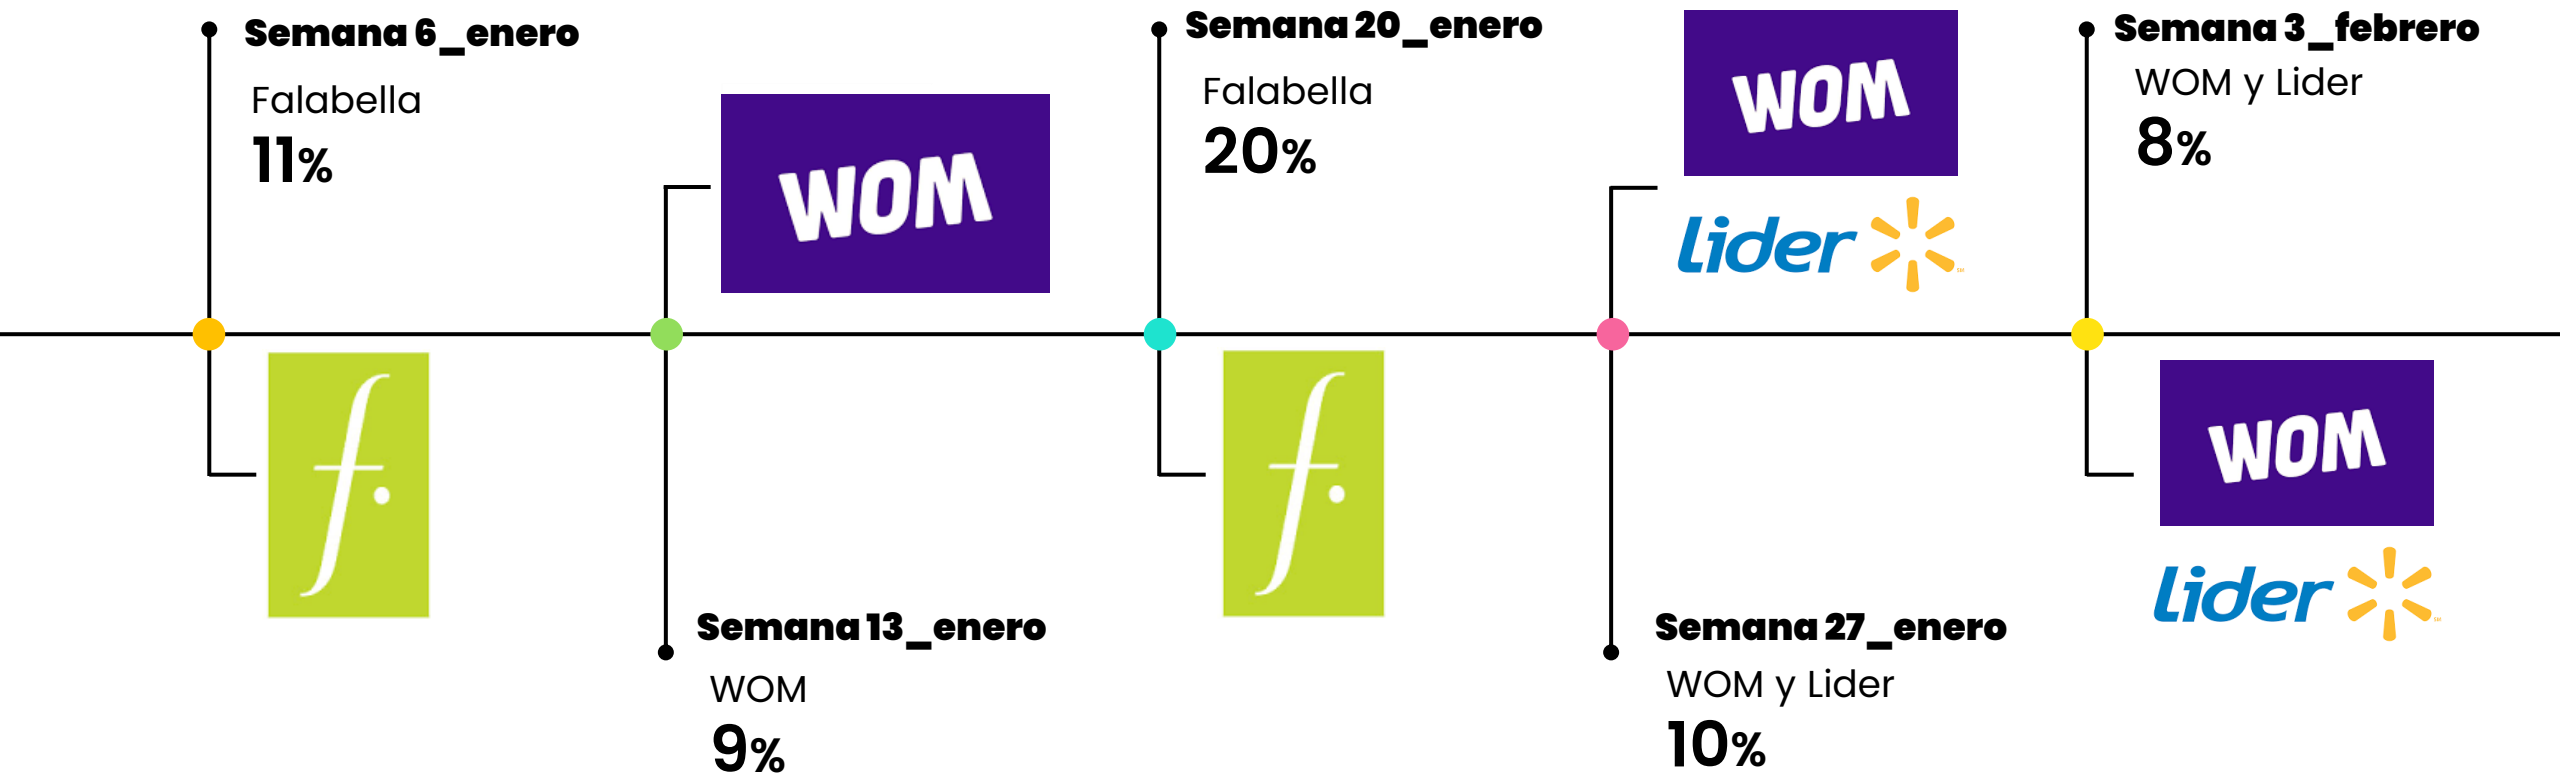 Semana 6_enero
Falabella
11%
f.
WOM
Semana 13_enero
WOM
9%
Semana 20_enero
Falabella
20%
f.
WOM
lider
Semana 27_enero
WOM y Lider
10%
Semana 3_febrero
WOM y Lider
8%
WOM
lider